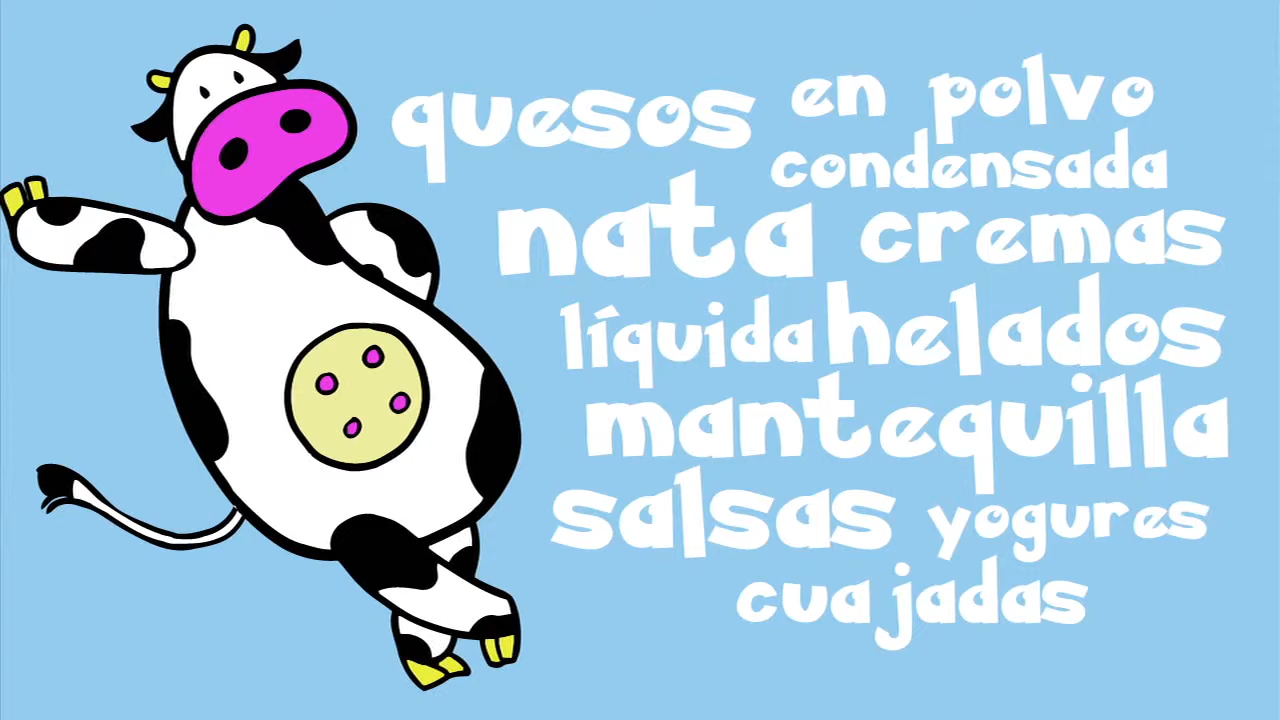 quesos en polvo
condensada
nata cremas
líquida helados
mantequilla
salsas yogures
cuajadas